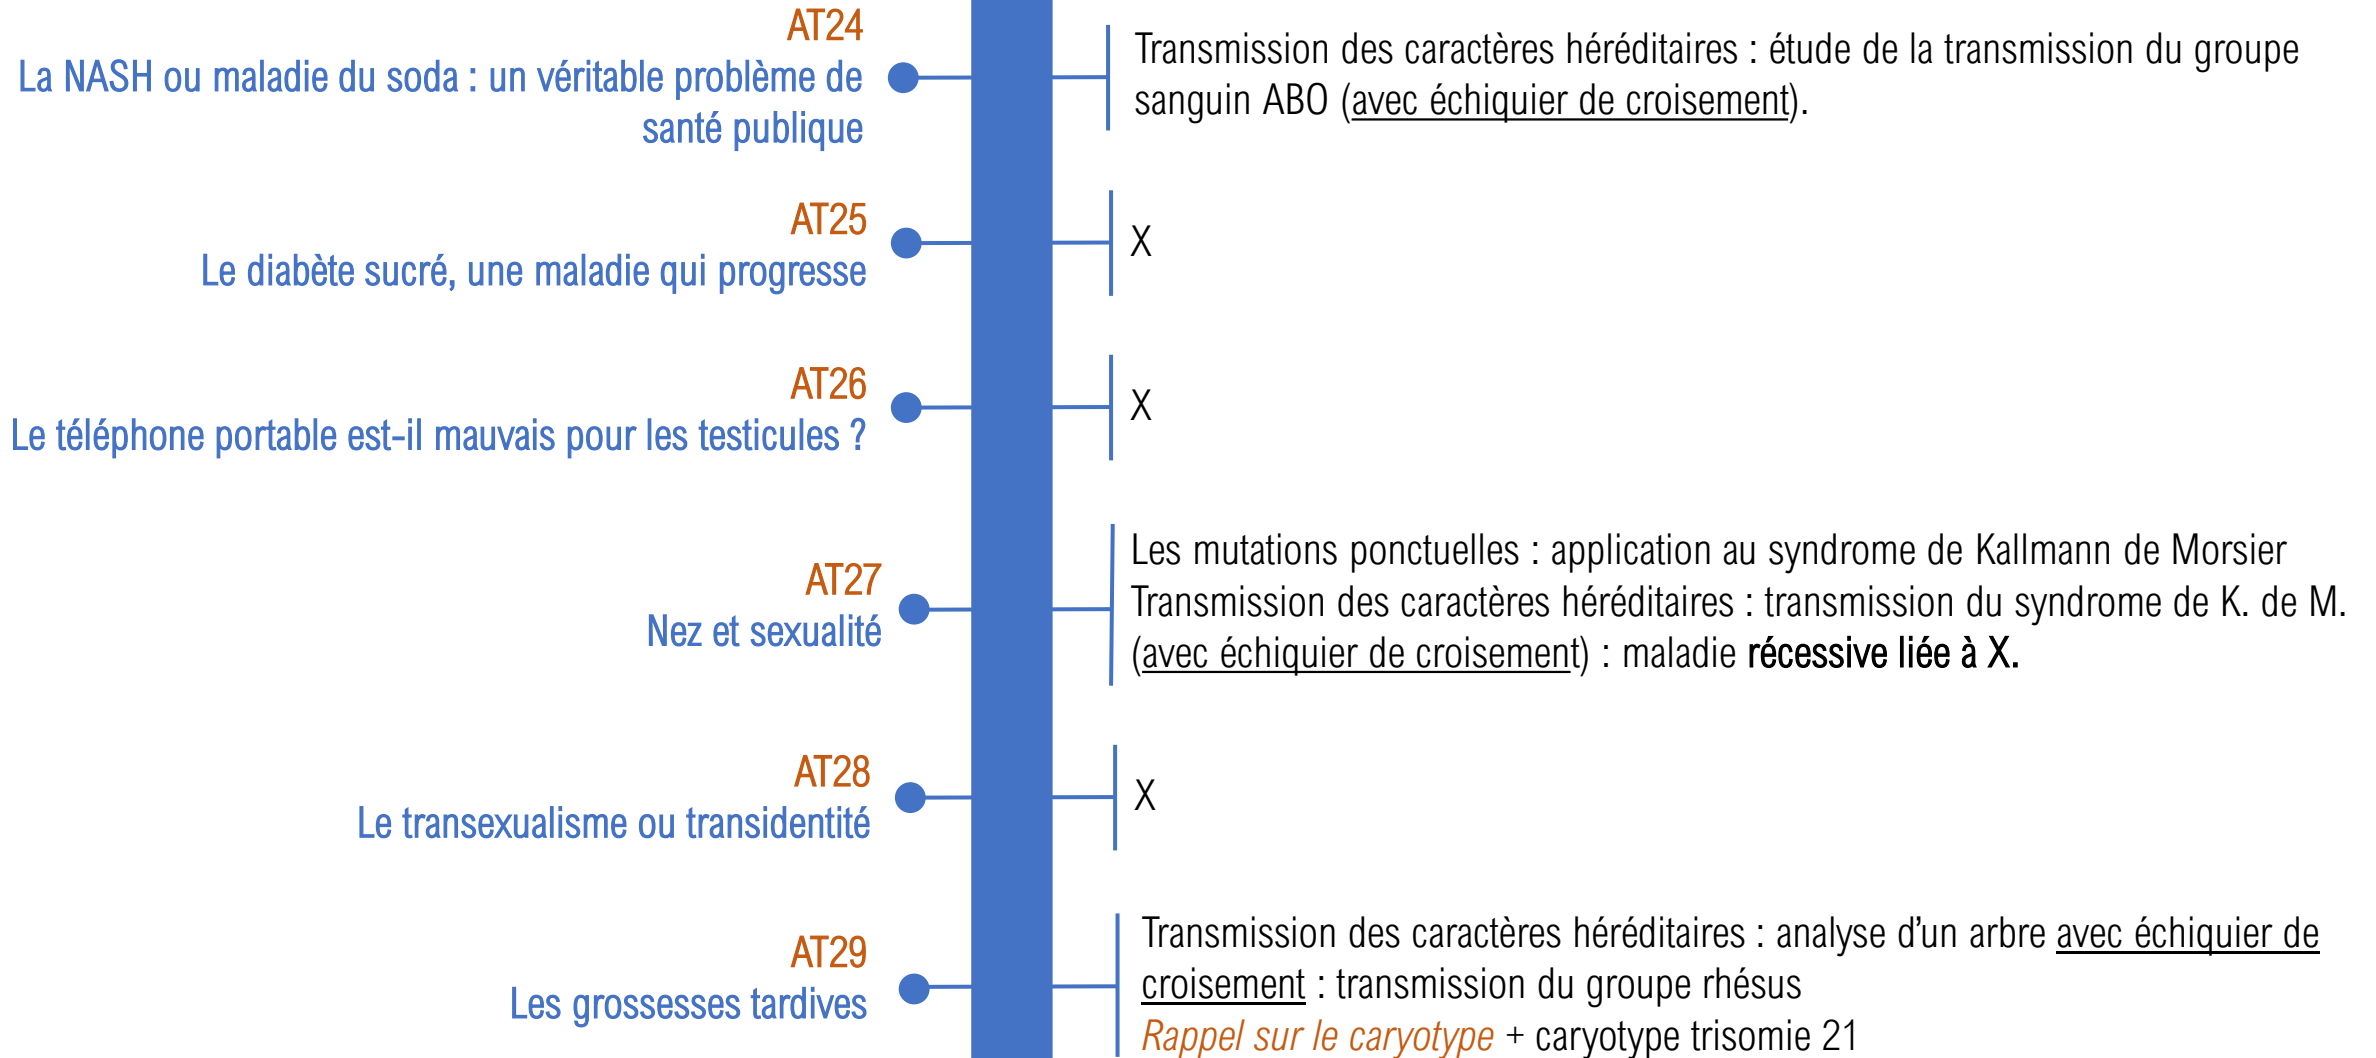 AT24
La NASH ou maladie du soda : un véritable problème de
santé publique
Transmission des caractères héréditaires : étude de la transmission du groupe
sanguin ABO (avec échiquier de croisement).
AT25
Le diabète sucré, une maladie qui progresse
X
AT26
Le téléphone portable est-il mauvais pour les testicules ?
X
AT27
Nez et sexualité
Les mutations ponctuelles : application au syndrome de Kallmann de Morsier
Transmission des caractères héréditaires : transmission du syndrome de K. de M.
(avec échiquier de croisement) : maladie récessive liée à X.
AT28
Le transexualisme ou transidentité
X
AT29
Les grossesses tardives
Transmission des caractères héréditaires : analyse d’un arbre avec échiquier de
croisement : transmission du groupe rhésus
Rappel sur le caryotype + caryotype trisomie 21